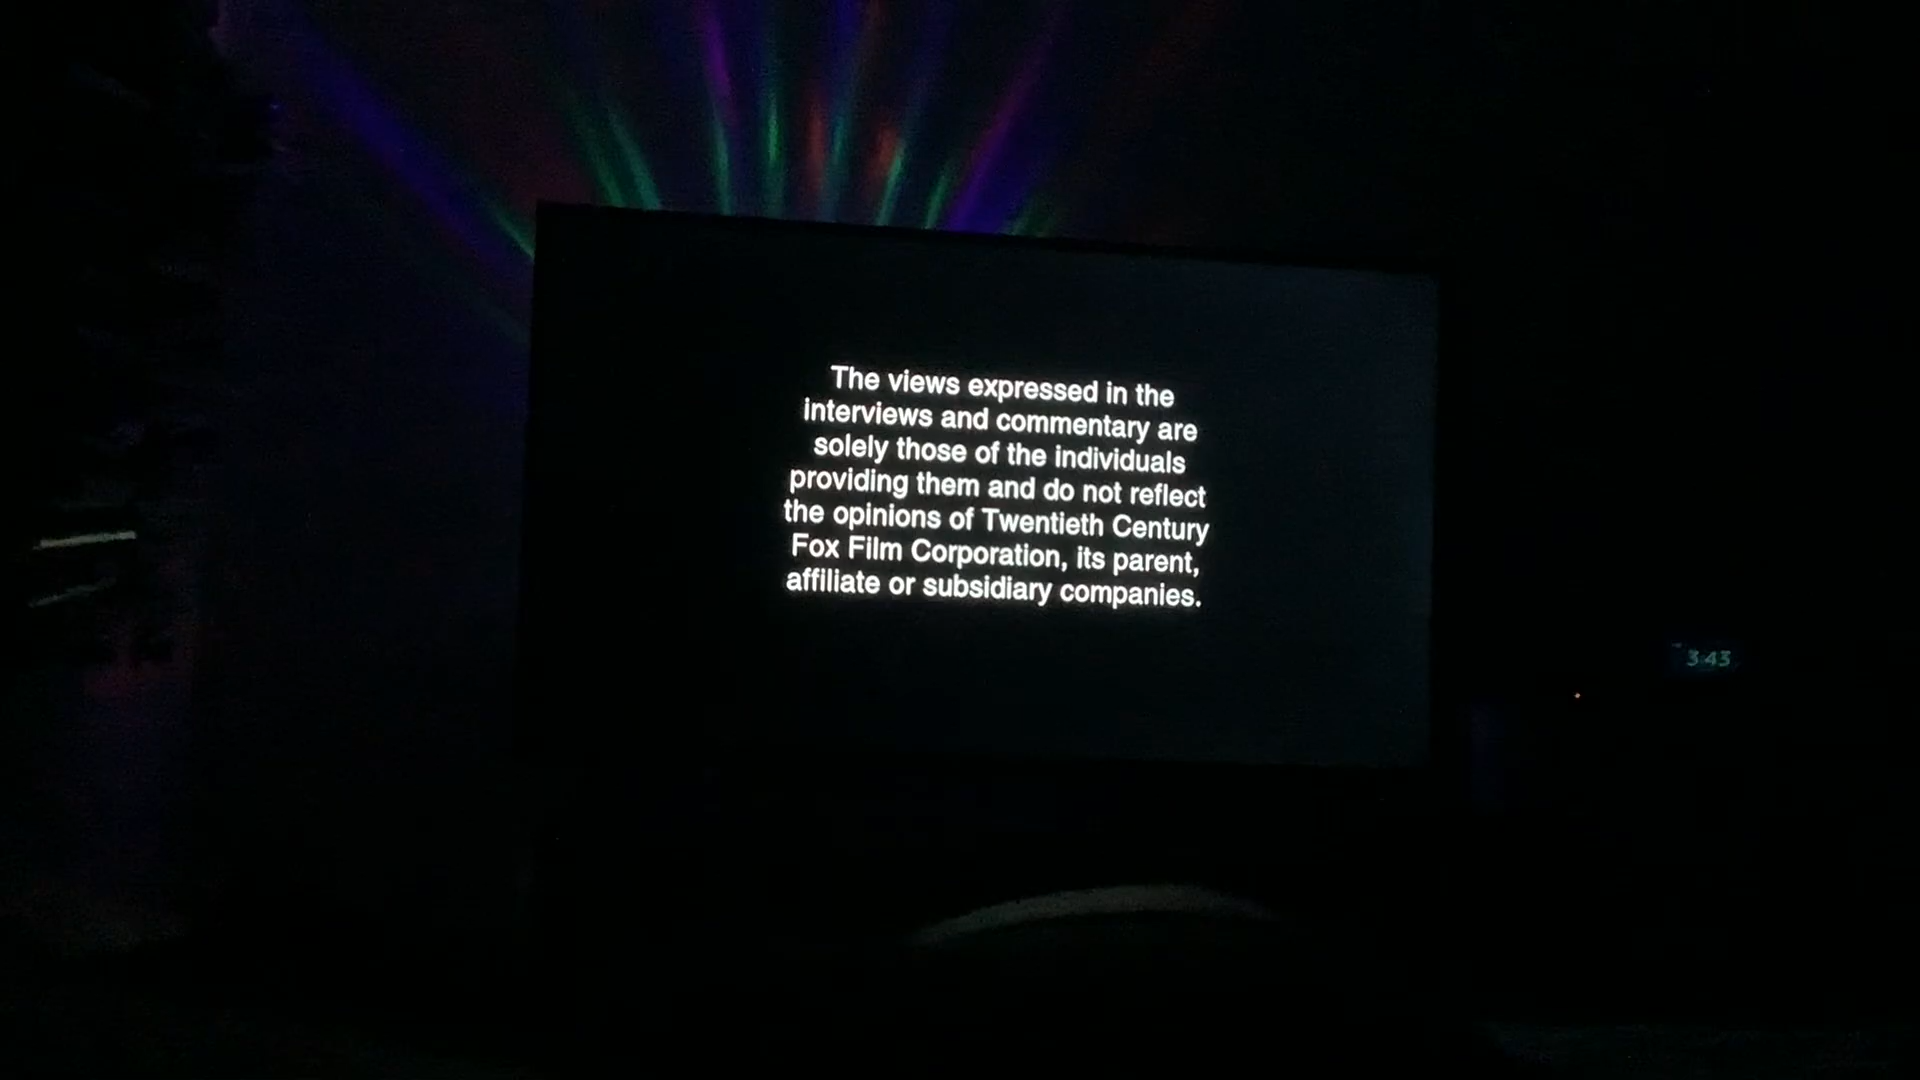 The views expressed in the
interviews and commentary are
solely those of the individuals
providing them and do not reflect
the opinions of Twentieth Century
Fox Film Corporation, its parent,
affiliate or subsidiary companies.
3:43